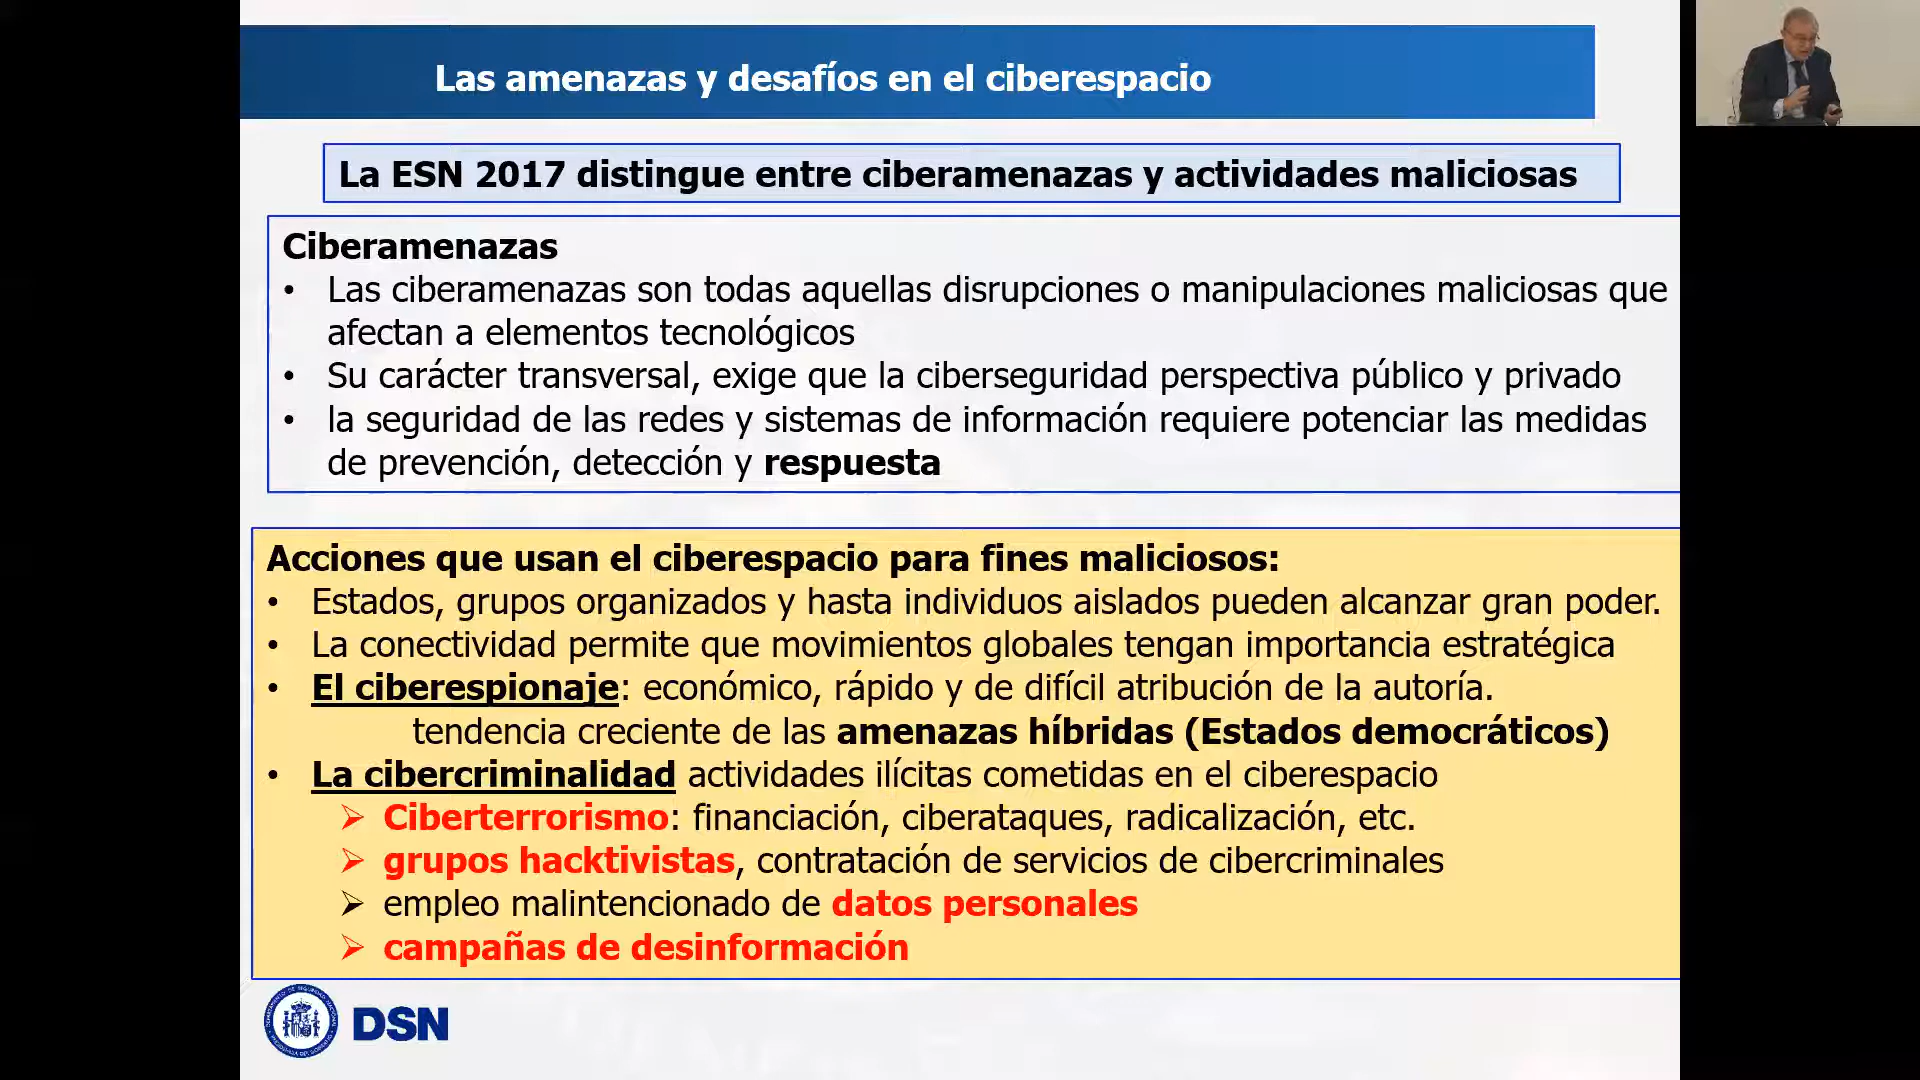 Las amenazas y desafíos en el ciberespacio
La ESN 2017 distingue entre ciberamenazas y actividades maliciosas
Ciberamenazas
• Las ciberamenazas son todas aquellas disrupciones o manipulaciones maliciosas que
afectan a elementos tecnológicos
• Su carácter transversal, exige que la ciberseguridad perspectiva público y privado
• la seguridad de las redes y sistemas de información requiere potenciar las medidas
de prevención, detección y respuesta
Acciones que usan el ciberespacio para fines maliciosos:
• Estados, grupos organizados y hasta individuos aislados pueden alcanzar gran poder.
• La conectividad permite que movimientos globales tengan importancia estratégica
• El ciberespionaje: económico, rápido y de difícil atribución de la autoría.
tendencia creciente de las amenazas híbridas (Estados democráticos)
• La cibercriminalidad actividades ilícitas cometidas en el ciberespacio
➢ Ciberterrorismo: financiación, ciberataques, radicalización, etc.
➢ grupos hacktivistas, contratación de servicios de cibercriminales
➢ empleo malintencionado de datos personales
➢ campañas de desinformación
DSN